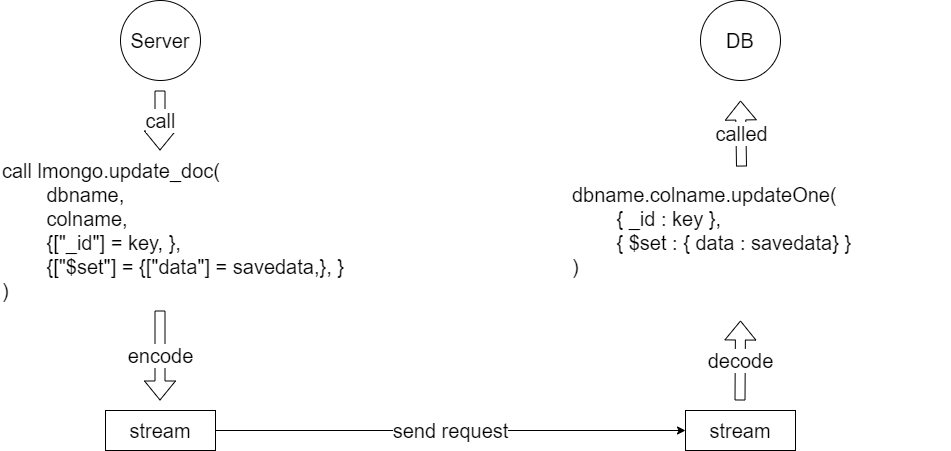 Server
call
call lmongo.update_doc(
dbname,
colname,
{["_id"] = key, },
{["$set"] = {["data"] = savedata,}, }
)
encode
stream
send request
DB
called
dbname.colname.updateOne(
{ _id : key },
{ $set : { data : savedata} }
)
decode
stream